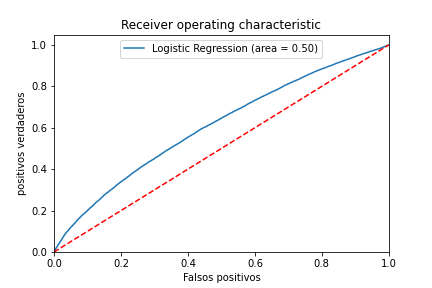 Receiver operating characteristic
Logistic Regression (area = 0.50)
positivos verdaderos
1.0
0.8
0.6
0.4
0.2
0.0
0.0 0.2 0.4 0.6 0.8 1.0
Falsos positivos